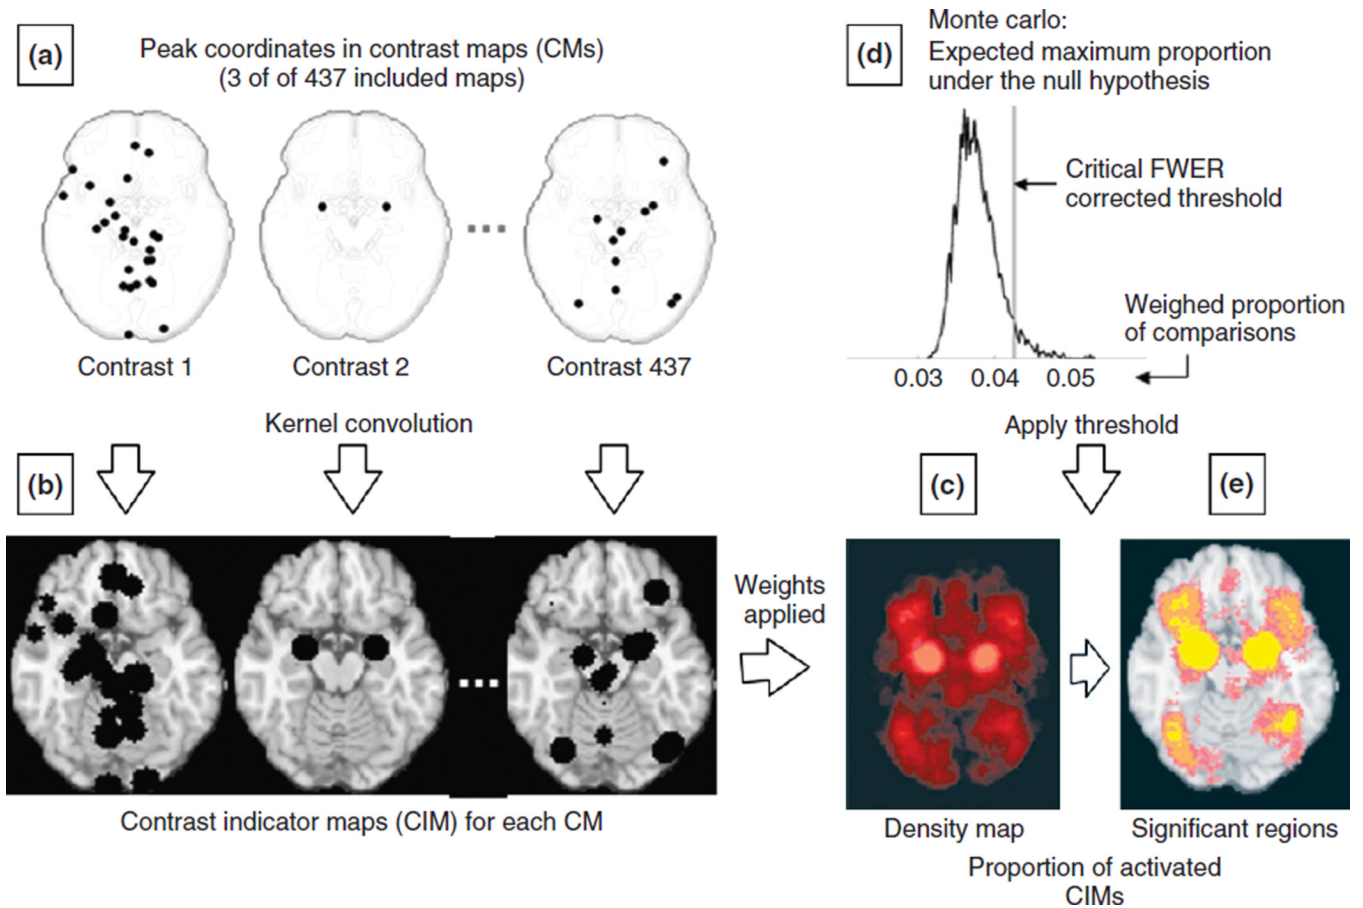 (a)
Peak coordinates in contrast maps (CMs)
(3 of of 437 included maps)
Contrast 1
Contrast 2
Contrast 437
Kernel convolution
(b)
Contrast indicator maps (CIM) for each CM
Weights
applied
(d)
Monte carlo:
Expected maximum proportion
under the null hypothesis
Critical FWER
corrected threshold
Weighed proportion
of comparisons
0.03 0.04 0.05
Apply threshold
(c)
(e)
Density map
Significant regions
Proportion of activated
CIMs